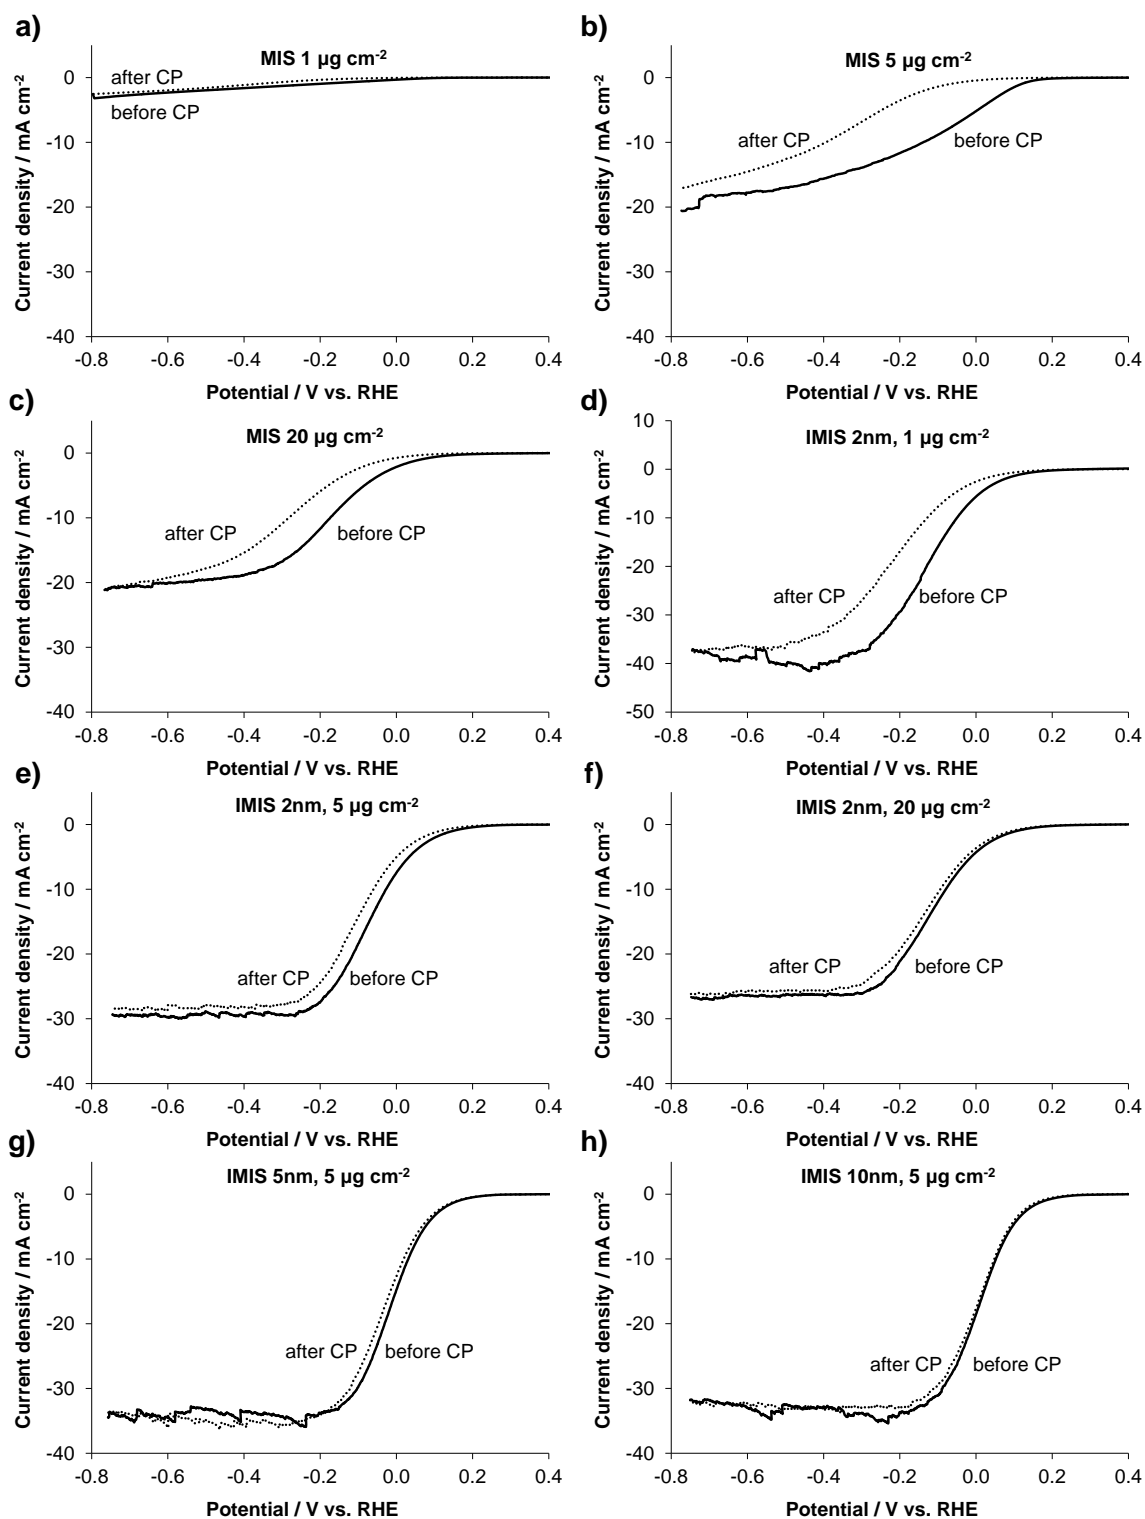 a)
MIS 1 µg cm-2
after CP
before CP
0
-10
-20
-30
-40
-0.8 -0.6 -0.4 -0.2 0.0 0.2 0.4
Current density / mA cm-2
Potential / V vs. RHE
b)
MIS 5 µg cm-2
after CP
before CP
0
-10
-20
-30
-40
-0.8 -0.6 -0.4 -0.2 0.0 0.2 0.4
Current density / mA cm-2
Potential / V vs. RHE
c)
MIS 20 µg cm-2
after CP
before CP
0
-10
-20
-30
-40
-0.8 -0.6 -0.4 -0.2 0.0 0.2 0.4
Current density / mA cm-2
Potential / V vs. RHE
d)
IMIS 2nm, 1 µg cm-2
after CP
before CP
10
0
-10
-20
-30
-40
-50
-0.8 -0.6 -0.4 -0.2 0.0 0.2 0.4
Current density / mA cm-2
Potential / V vs. RHE
e)
IMIS 2nm, 5 µg cm-2
after CP
before CP
0
-10
-20
-30
-40
-0.8 -0.6 -0.4 -0.2 0.0 0.2 0.4
Current density / mA cm-2
Potential / V vs. RHE
f)
IMIS 2nm, 20 µg cm-2
after CP
before CP
0
-10
-20
-30
-40
-0.8 -0.6 -0.4 -0.2 0.0 0.2 0.4
Current density / mA cm-2
Potential / V vs. RHE
g)
IMIS 5nm, 5 µg cm-2
after CP
before CP
0
-10
-20
-30
-40
-0.8 -0.6 -0.4 -0.2 0.0 0.2 0.4
Current density / mA cm-2
Potential / V vs. RHE
h)
IMIS 10nm, 5 µg cm-2
after CP
before CP
0
-10
-20
-30
-40
-0.8 -0.6 -0.4 -0.2 0.0 0.2 0.4
Current density / mA cm-2
Potential / V vs. RHE